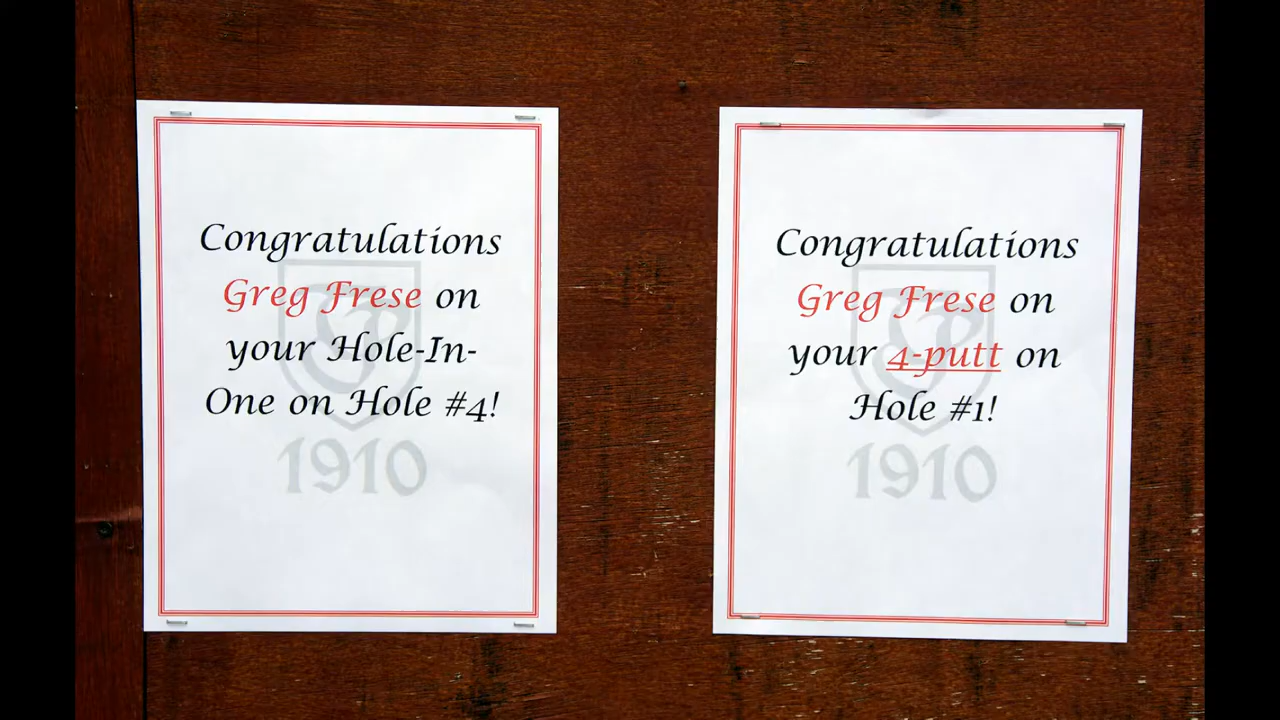 Congratulations
Greg Frese on
your Hole-In-
One on Hole #4!
1910
Congratulations
Greg Frese on
your 4-putt on
Hole #1!
1910